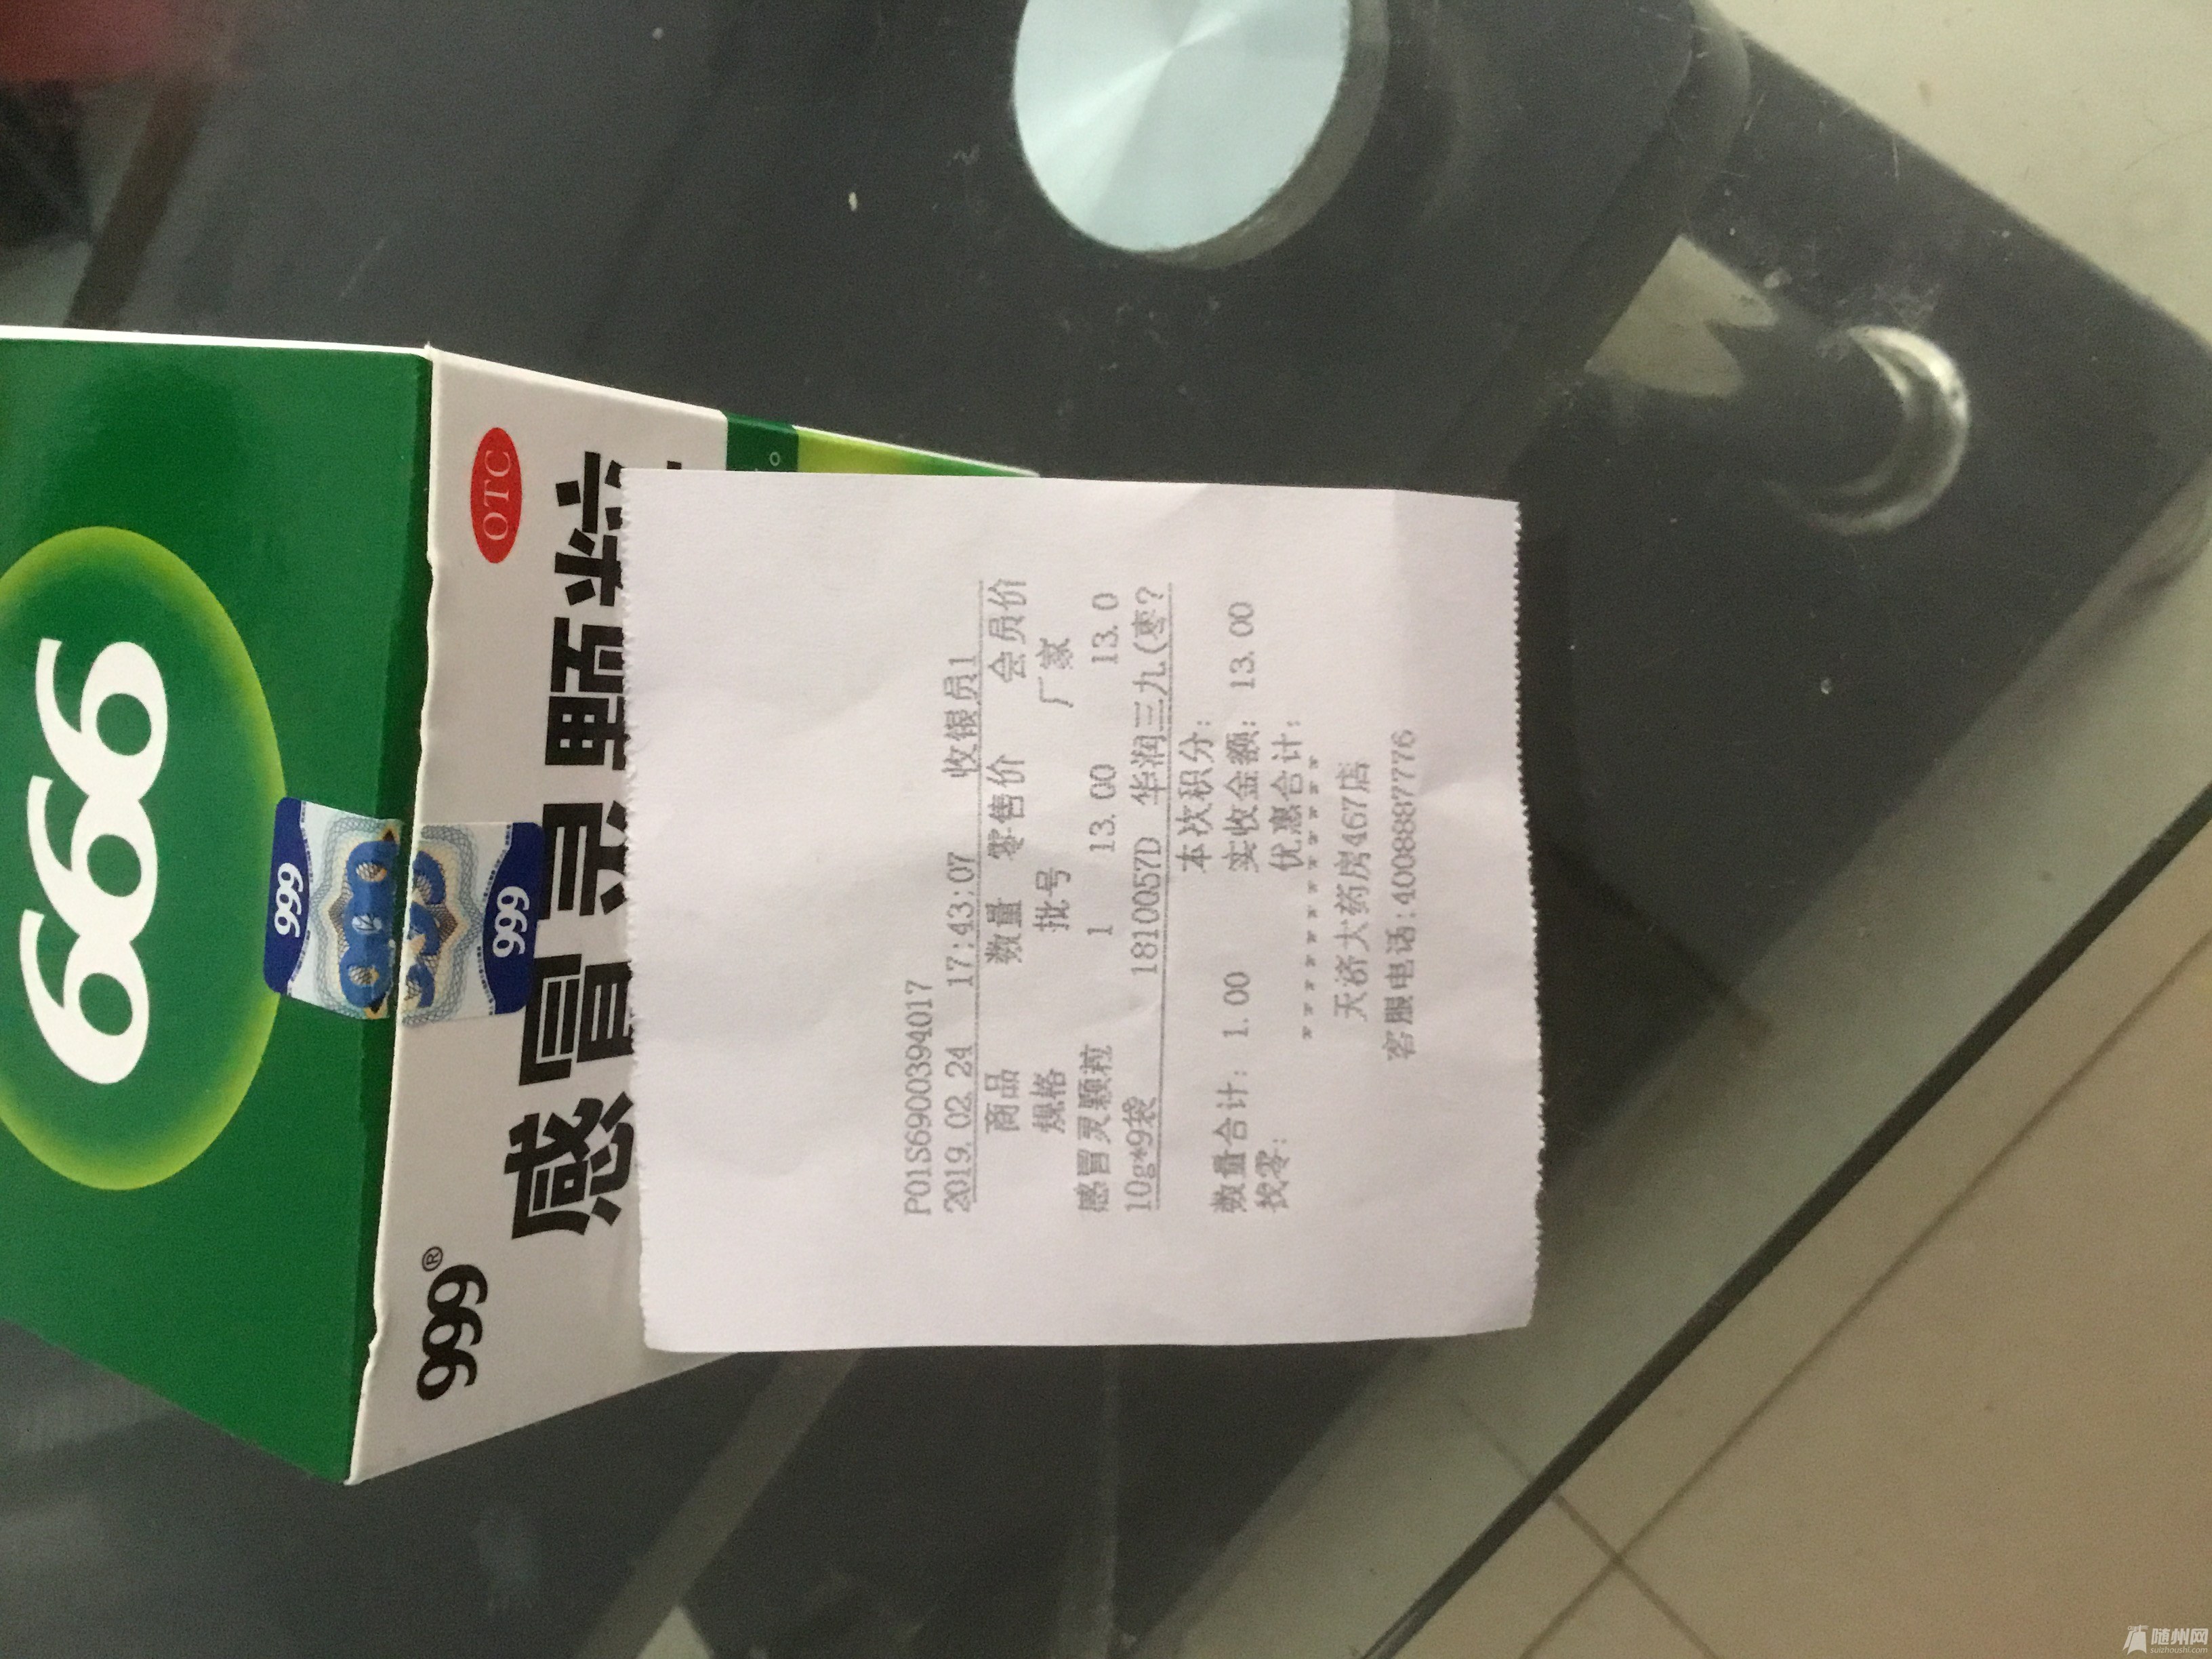 999
999
999
999®
感冒灵颗粒
OTC
P01S6900394017
2019.02.24 17:43:07 收银员1
商品 数量 零售价 会员价
规格 批号 厂家
感冒灵颗粒 1 13.00 13.0
10g*9袋 1810057D 华润三九(枣?
本次积分:
数量合计: 1.00 实收金额: 13.00
找零: 优惠合计:
天济大药房467店
客服电话:4008887776
随州网
suizhoushi.com